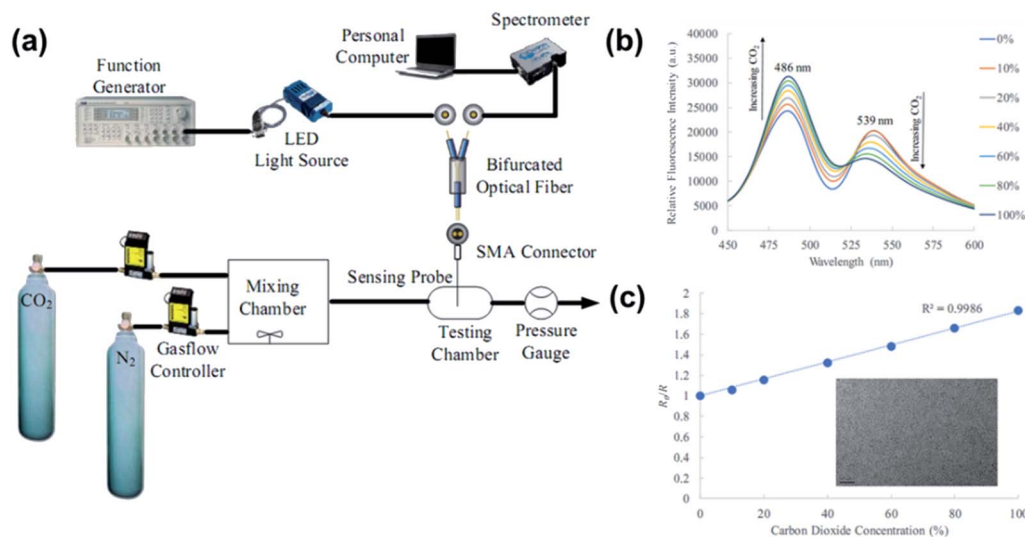 (a)
Function
Generator
LED
Light Source
Personal
Computer
Spectrometer
Bifurcated
Optical Fiber
SMA Connector
Sensing Probe
CO2
N2
Gasflow
Controller
Mixing
Chamber
Testing
Chamber
Pressure
Gauge
(b)
Relative Fluorescence Intensity (a.u.)
40000
35000
30000
25000
20000
15000
10000
5000
0
Increasing CO2
486 nm
539 nm
Increasing CO2
0%
10%
20%
40%
60%
80%
100%
450 475 500 525 550 575 600
Wavelength (nm)
(c)
R0/R
2
1.8
1.6
1.4
1.2
1
0.8
0.6
0.4
0.2
0
R² = 0.9986
0 20 40 60 80 100
Carbon Dioxide Concentration (%)